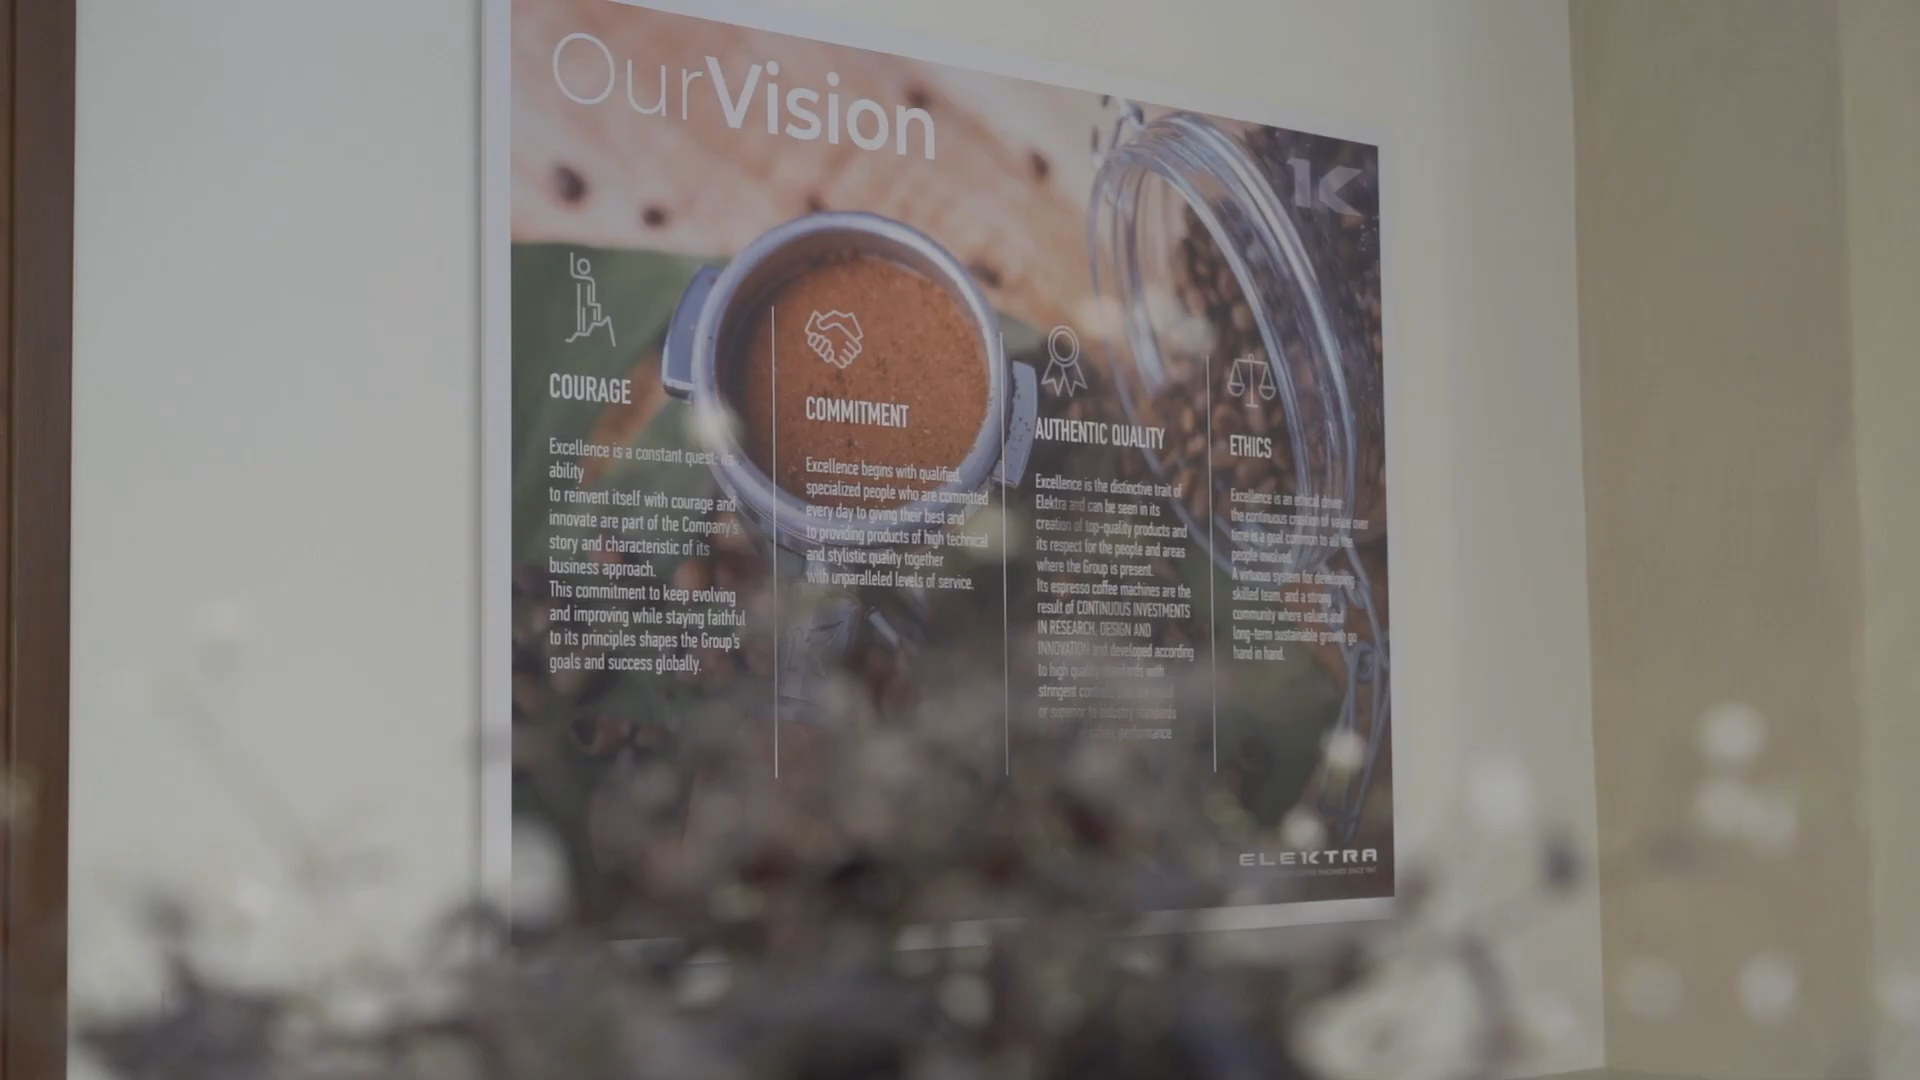 OurVision
COURAGE
Excellence is a constant quest: its
ability
to reinvent itself with courage and
innovate are part of the Company's
story and characteristic of its
business approach.
This commitment to keep evolving
and improving while staying faithful
to its principles shapes the Group's
goals and success globally.
COMMITMENT
Excellence begins with qualified,
specialized people who are committed
every day to giving their best and
to providing products of high technical
and stylistic quality together
with unparalleled levels of service.
AUTHENTIC QUALITY
Excellence is the distinctive trait of
Elektra and can be seen in its
creation of top-quality products and
its respect for the people and areas
where the Group is present.
Its espresso coffee machines are the
result of CONTINUOUS INVESTMENTS
IN RESEARCH, DESIGN AND
INNOVATION and developed according
to high quality standards with
stringent
or superior to industry standards
performance
ETHICS
Excellence is an ethical driver:
the continuous creation of value over
time is a goal common to all the
people involved.
A virtuous system for developing
skilled team, and a strong
community where values and
long-term sustainable growth go
hand in hand.
ELEKTRA